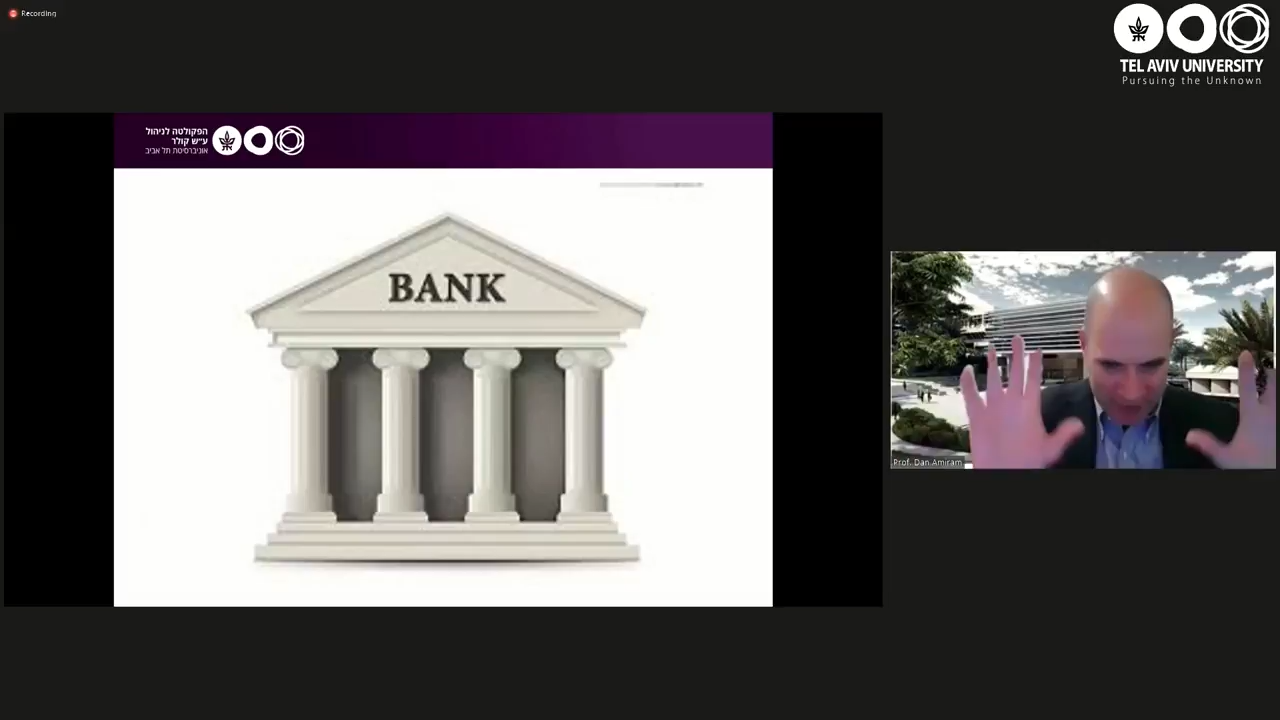 Recording
TEL AVIV UNIVERSITY
Pursuing the Unknown
הפקולטה לניהול
ע״ש קולר
אוניברסיטת תל אביב
BANK
Prof. Dan Amiram